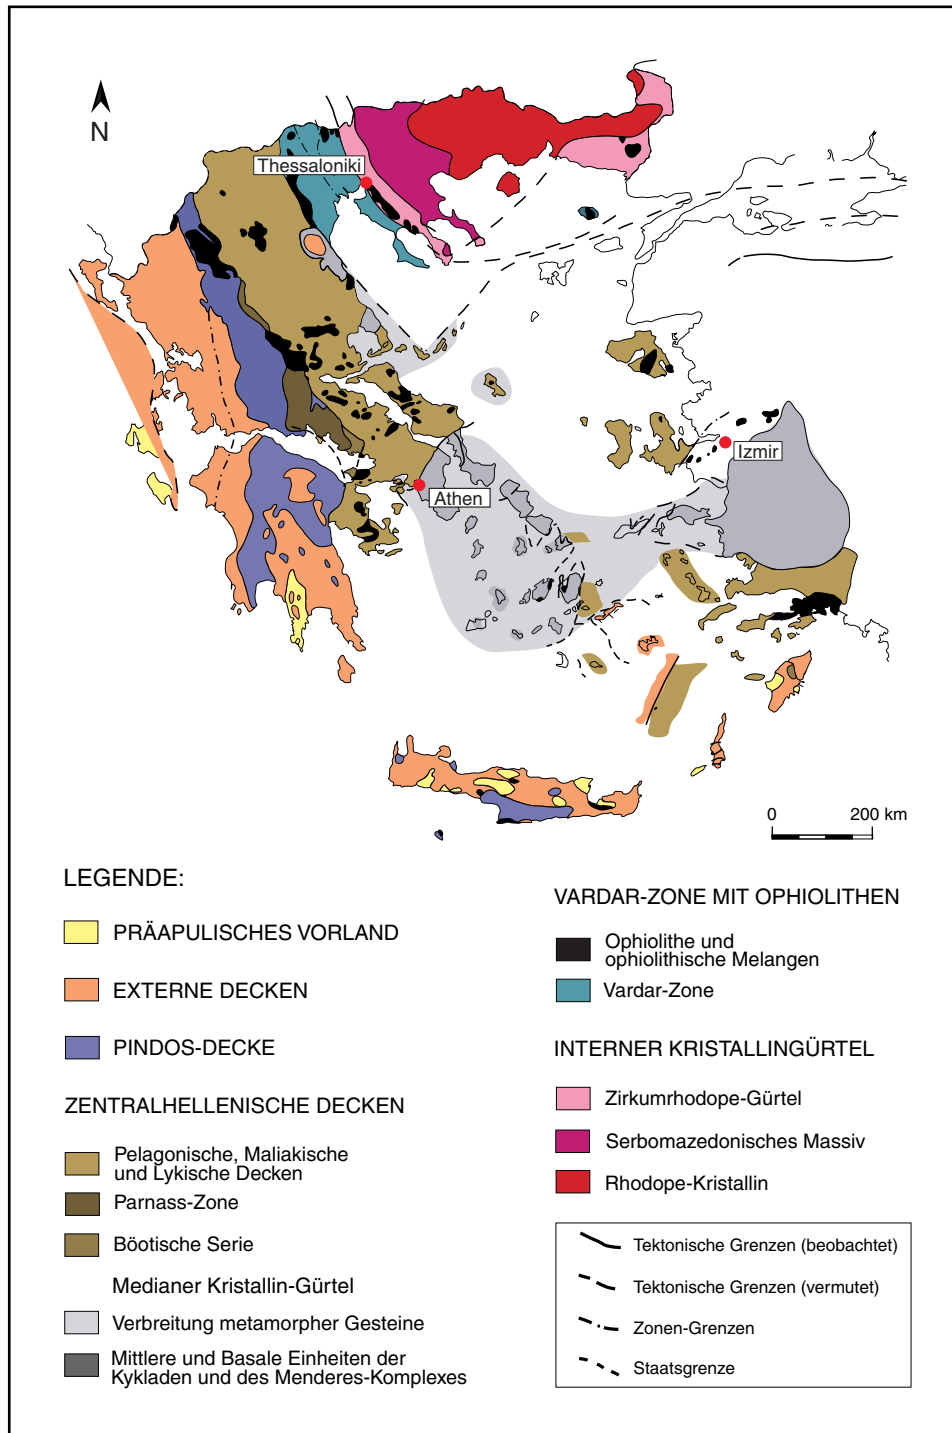 N
Thessaloniki
Izmir
Athen
0 200 km
LEGENDE:
PRÄAPULISCHES VORLAND
EXTERNE DECKEN
PINDOS-DECKE
ZENTRALHELLENISCHE DECKEN
Pelagonische, Maliakische
und Lykische Decken
Parnass-Zone
Böotische Serie
Medianer Kristallin-Gürtel
Verbreitung metamorpher Gesteine
Mittlere und Basale Einheiten der
Kykladen und des Menderes-Komplexes
VARDAR-ZONE MIT OPHIOLITHEN
Ophiolithe und
ophiolithische Melangen
Vardar-Zone
INTERNER KRISTALLINGÜRTEL
Zirkumrhodope-Gürtel
Serbomazedonisches Massiv
Rhodope-Kristallin
Tektonische Grenzen (beobachtet)
Tektonische Grenzen (vermutet)
Zonen-Grenzen
Staatsgrenze